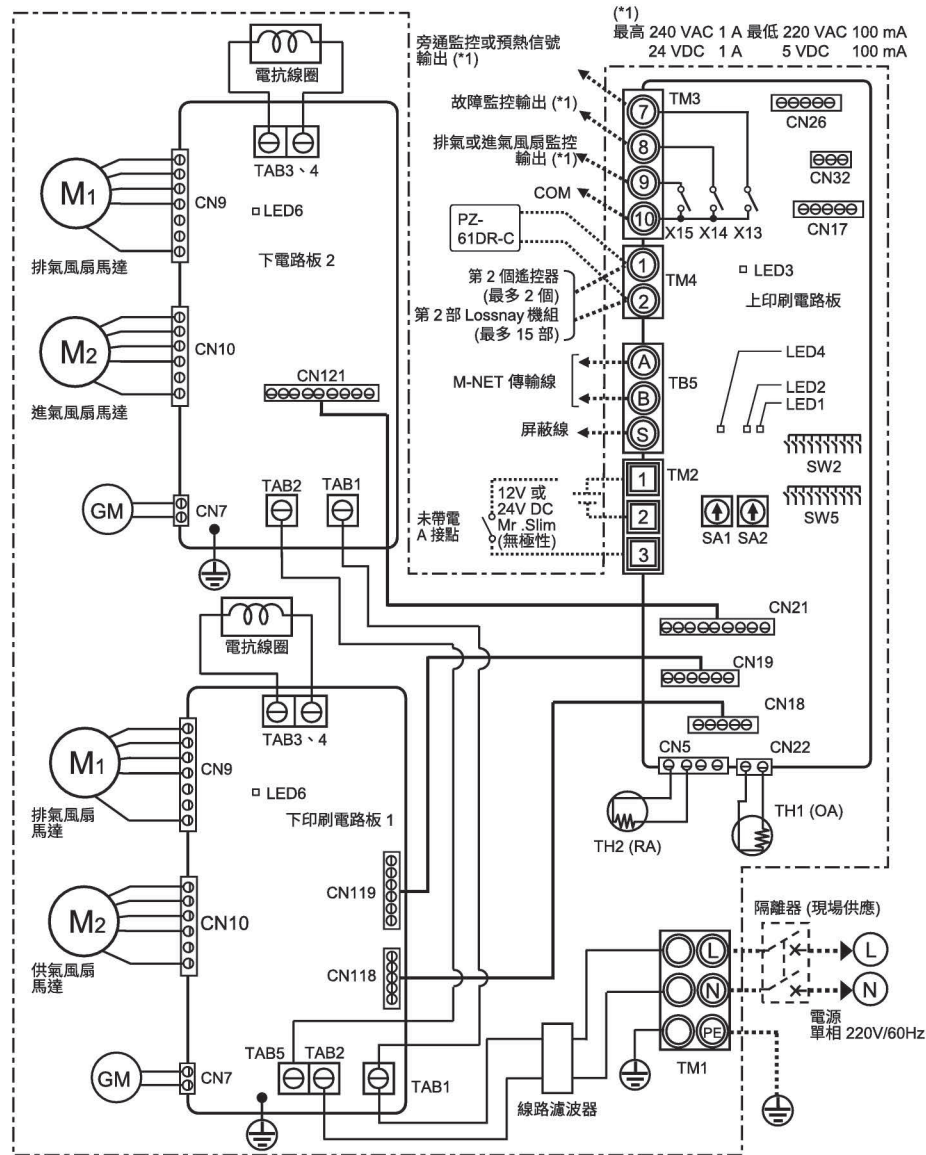 (*1)
最高 240 VAC 1 A 最低 220 VAC 100 mA
24 VDC 1 A 5 VDC 100 mA
電抗線圈
TAB3、4
M1
CN9
LED6
排氣風扇馬達
下電路板 2
M2
CN10
進氣風扇馬達
CN121
TAB2
TAB1
GM
CN7
旁通監控或預熱信號
輸出 (*1)
故障監控輸出 (*1)
排氣或進氣風扇監控
輸出 (*1)
COM
PZ-
61DR-C
第 2 個遙控器
(最多 2 個)
第 2 部 Lossnay 機組
(最多 15 部)
M-NET 傳輸線
屏蔽線
12V 或
24V DC
Mr .Slim
(無極性)
未帶電
A 接點
7
8
9
10
TM3
X15 X14 X13
1
2
TM4
A
B
S
TB5
1
2
3
TM2
CN26
CN32
CN17
LED3
上印刷電路板
LED4
LED2
LED1
SW2
SW5
SA1 SA2
CN21
CN19
CN18
CN5
CN22
TH2 (RA)
TH1 (OA)
電抗線圈
TAB3、4
M1
CN9
LED6
排氣風扇
馬達
下印刷電路板 1
CN119
M2
CN10
供氣風扇
馬達
CN118
TAB5
TAB2
TAB1
GM
CN7
線路濾波器
L
N
PE
TM1
隔離器 (現場供應)
L
N
電源
單相 220V/60Hz